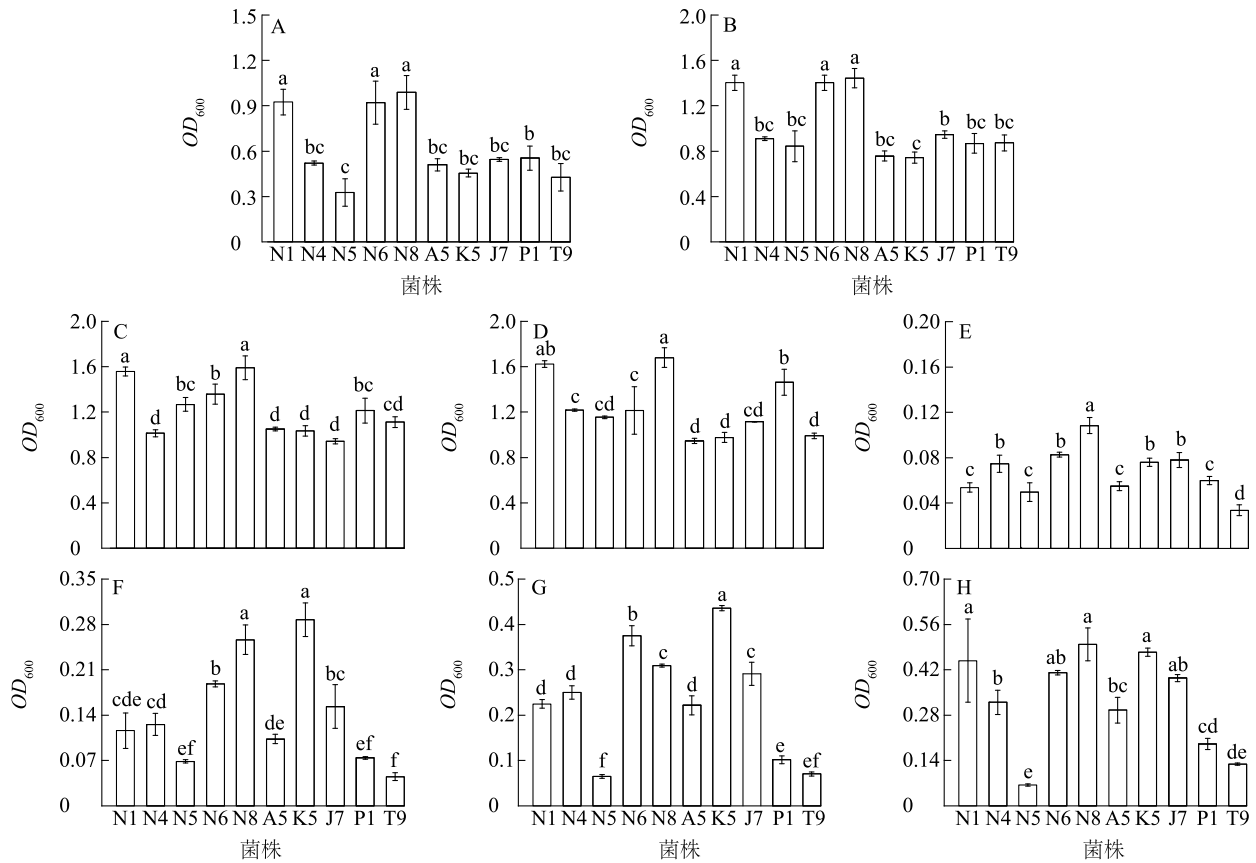 A
OD600
1.5
1.2
0.9
0.6
0.3
0
a bc c a a bc bc bc b bc
N1 N4 N5 N6 N8 A5 K5 J7 P1 T9
菌株
B
OD600
2.0
1.6
1.2
0.8
0.4
0
a bc bc a a bc c b bc bc
N1 N4 N5 N6 N8 A5 K5 J7 P1 T9
菌株
C
OD600
2.0
1.6
1.2
0.8
0.4
0
a d bc b a d d d bc cd
D
OD600
2.0
1.6
1.2
0.8
0.4
0
ab c cd c a d d cd b d
E
OD600
0.20
0.16
0.12
0.08
0.04
0
c b c b a c b b c d
F
OD600
0.35
0.28
0.21
0.14
0.07
0
cde cd ef b a de a bc ef f
N1 N4 N5 N6 N8 A5 K5 J7 P1 T9
菌株
G
OD600
0.5
0.4
0.3
0.2
0.1
0
d d f b c d a c e ef
N1 N4 N5 N6 N8 A5 K5 J7 P1 T9
菌株
H
OD600
0.70
0.56
0.42
0.28
0.14
0
a b e ab a bc a ab cd de
N1 N4 N5 N6 N8 A5 K5 J7 P1 T9
菌株